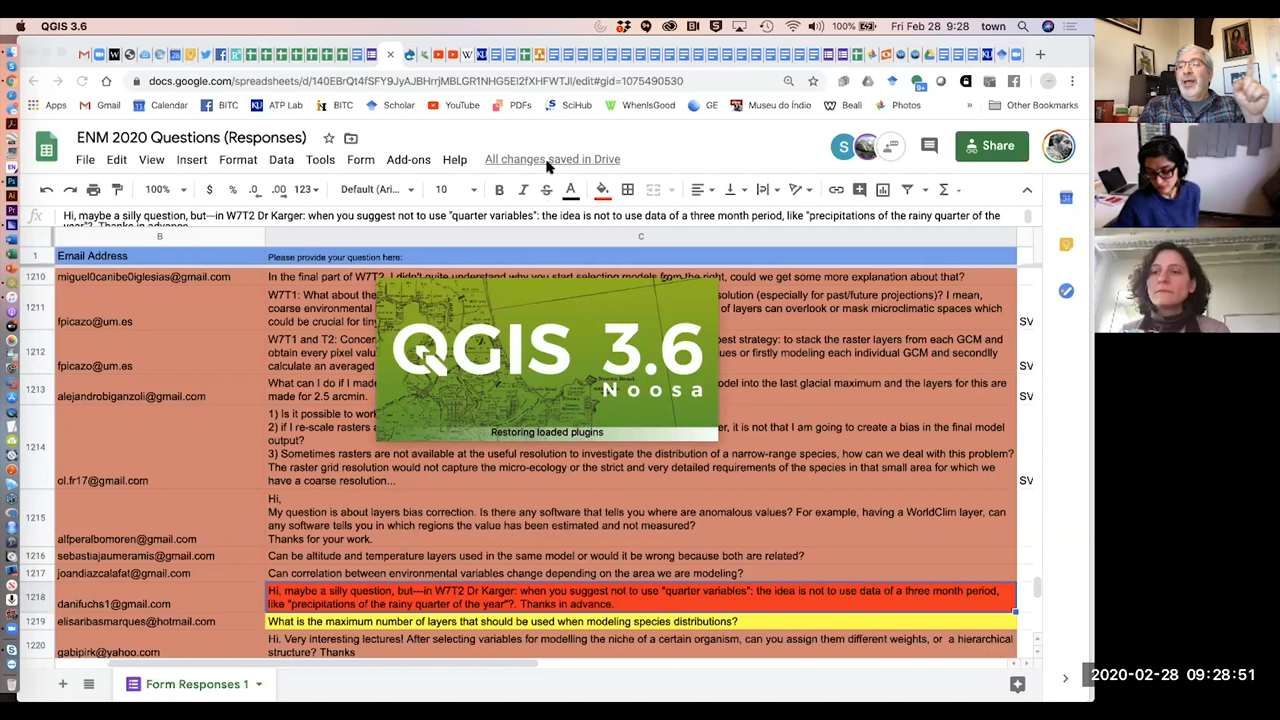 QGIS 3.6
100%
Fri Feb 28 9:28 town
docs.google.com/spreadsheets/d/140EBrQt4fSFY9JyAJBHrrjMBLGR1NHS5EI2fXHFWTJI/edit#gid=1075490530
Apps Gmail Calendar BITC ATP Lab BITC Scholar YouTube PDFs SciHub WhenIsGood GE Museu do Índio Beall Photos » Other Bookmarks
ENM 2020 Questions (Responses)
File Edit View Insert Format Data Tools Form Add-ons Help All changes saved in Drive
Share
100% $ % .0 .00 123 Default (Ari... 10 B I S A
fx Hi, maybe a silly question, but---in W7T2 Dr Karger: when you suggest not to use "quarter variables": the idea is not to use data of a three month period, like "precipitations of the rainy quarter of the
year"?. Thanks in advance.
B C
1 Email Address Please provide your question here:
1210 miguel0canibe0iglesias@gmail.com In the final part of W7T2, I didn't quite understand why you start selecting models from the right, could we get some more explanation about that?
1211 fpicazo@um.es W7T1: What about the
solution (especially for past/future projections)? I mean,
coarse environmental
of layers can overlook or mask microclimatic spaces which
could be crucial for
SV
1212 fpicazo@um.es W7T1 and T2: Concer
best strategy: to stack the raster layers from each GCM and
obtain every pixel value
ues or firstly modeling each individual GCM and secondlly
calculate an averaged
SV
1213 alejandrobiganzoli@gmail.com What can I do if I made
odel into the last glacial maximum and the layers for this are
made for 2.5 arcmin.
1214 ol.fr17@gmail.com 1) Is it possible to work
2) if I re-scale rasters
er, it is not that I am going to create a bias in the final model
output?
3) Sometimes rasters are not available at the useful resolution to investigate the distribution of a narrow-range species, how can we deal with this problem?
The raster grid resolution would not capture the micro-ecology or the strict and very detailed requirements of the species in that small area for which we
have a coarse resolution...
SV
1215 alfperalbomoren@gmail.com Hi,
My question is about layers bias correction. Is there any software that tells you where are anomalous values? For example, having a WorldClim layer, can
any software tells you in which regions the value has been estimated and not measured?
Thanks for your work.
1216 sebastiajaumeramis@gmail.com Can be altitude and temperature layers used in the same model or would it be wrong because both are related?
1217 joandiazcalafat@gmail.com Can correlation between environmental variables change depending on the area we are modeling?
1218 danifuchs1@gmail.com Hi, maybe a silly question, but---in W7T2 Dr Karger: when you suggest not to use "quarter variables": the idea is not to use data of a three month period,
like "precipitations of the rainy quarter of the year"?. Thanks in advance.
1219 elisaribasmarques@hotmail.com What is the maximum number of layers that should be used when modeling species distributions?
1220 gabipirk@yahoo.com Hi. Very interesting lectures! After selecting variables for modelling the niche of a certain organism, can you assign them different weights, or a hierarchical
structure? Thanks
QGIS 3.6
Noosa
Restoring loaded plugins
Form Responses 1
2020-02-28 09:28:51